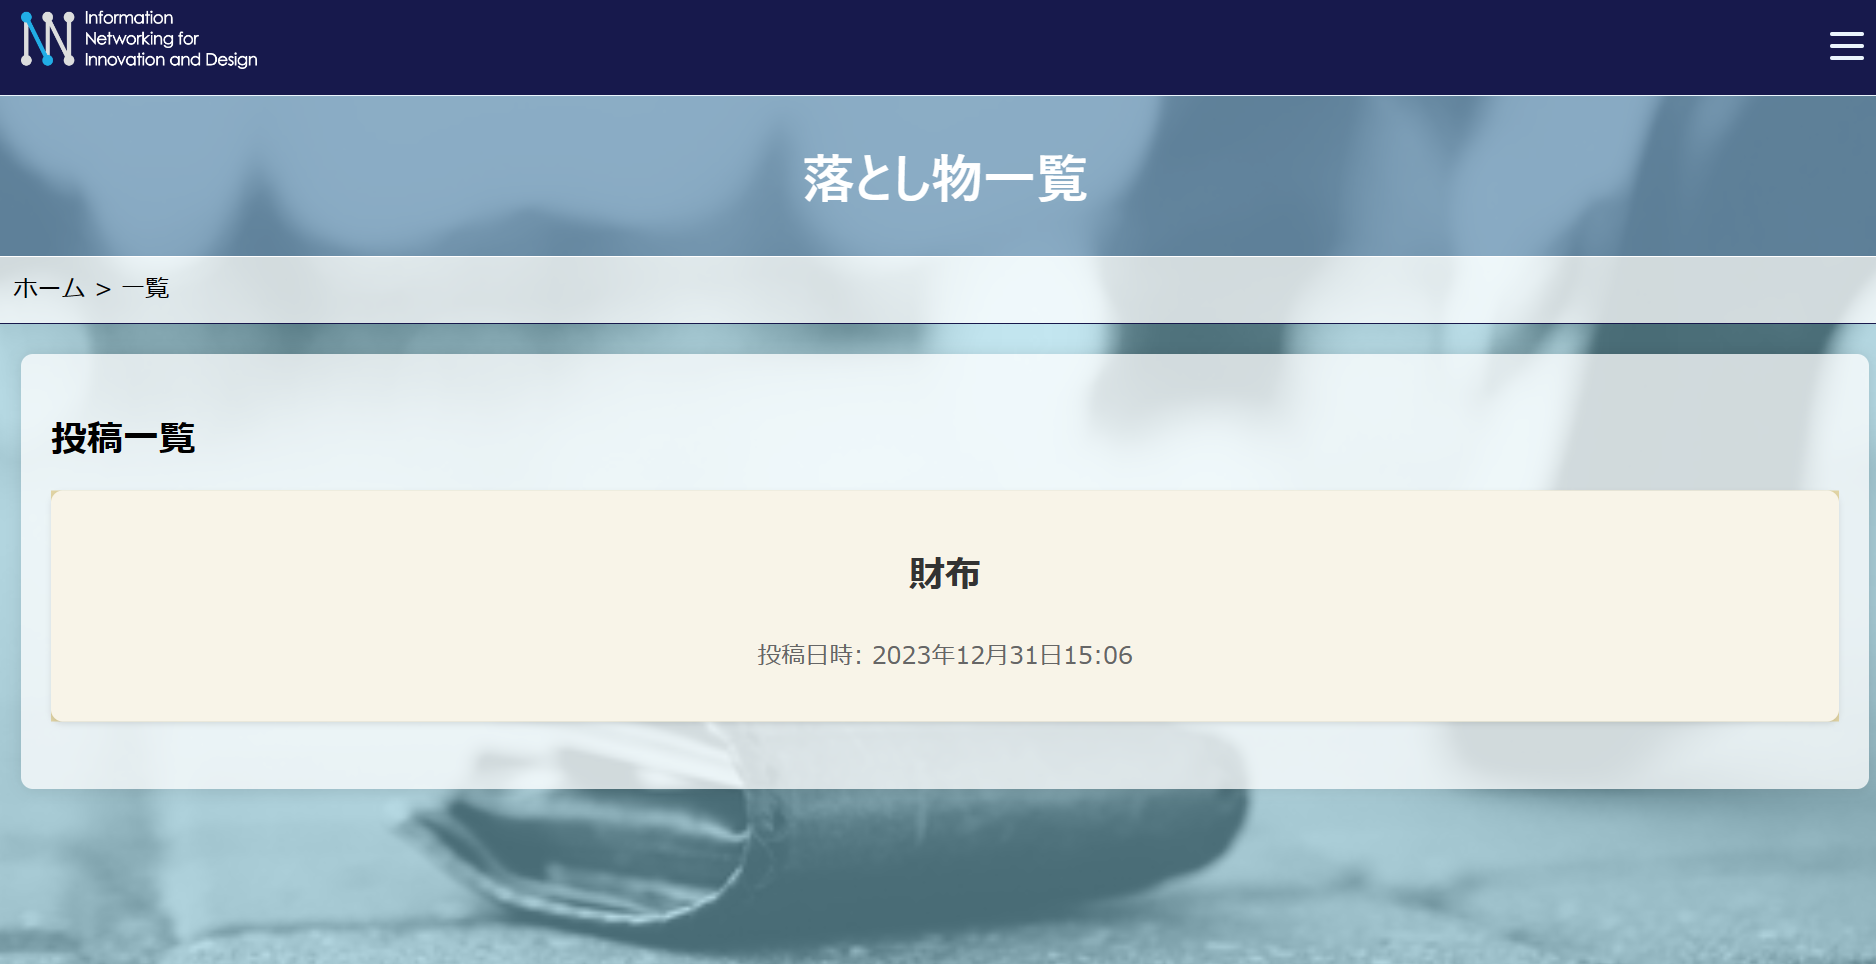 Information
Networking for
Innovation and Design
落とし物一覧
ホーム > 一覧
投稿一覧
財布
投稿日時: 2023年12月31日15:06